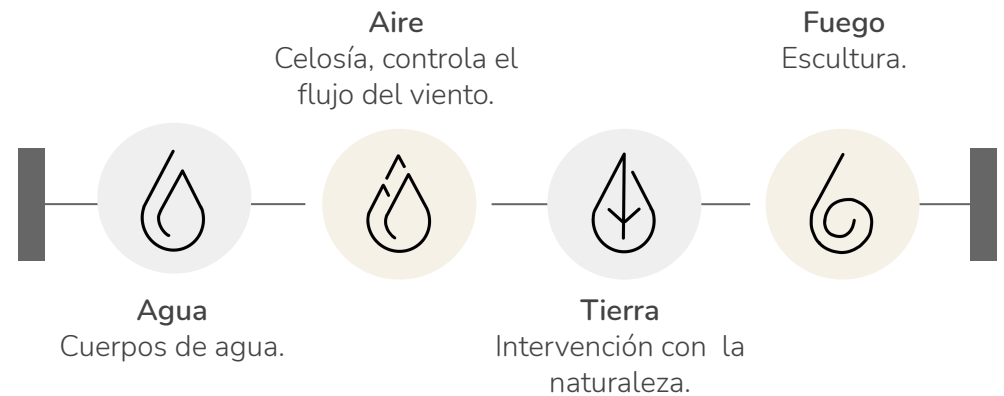 Aire
Celosía, controla el
flujo del viento.
Fuego
Escultura.
Agua
Cuerpos de agua.
Tierra
Intervención con  la
naturaleza.